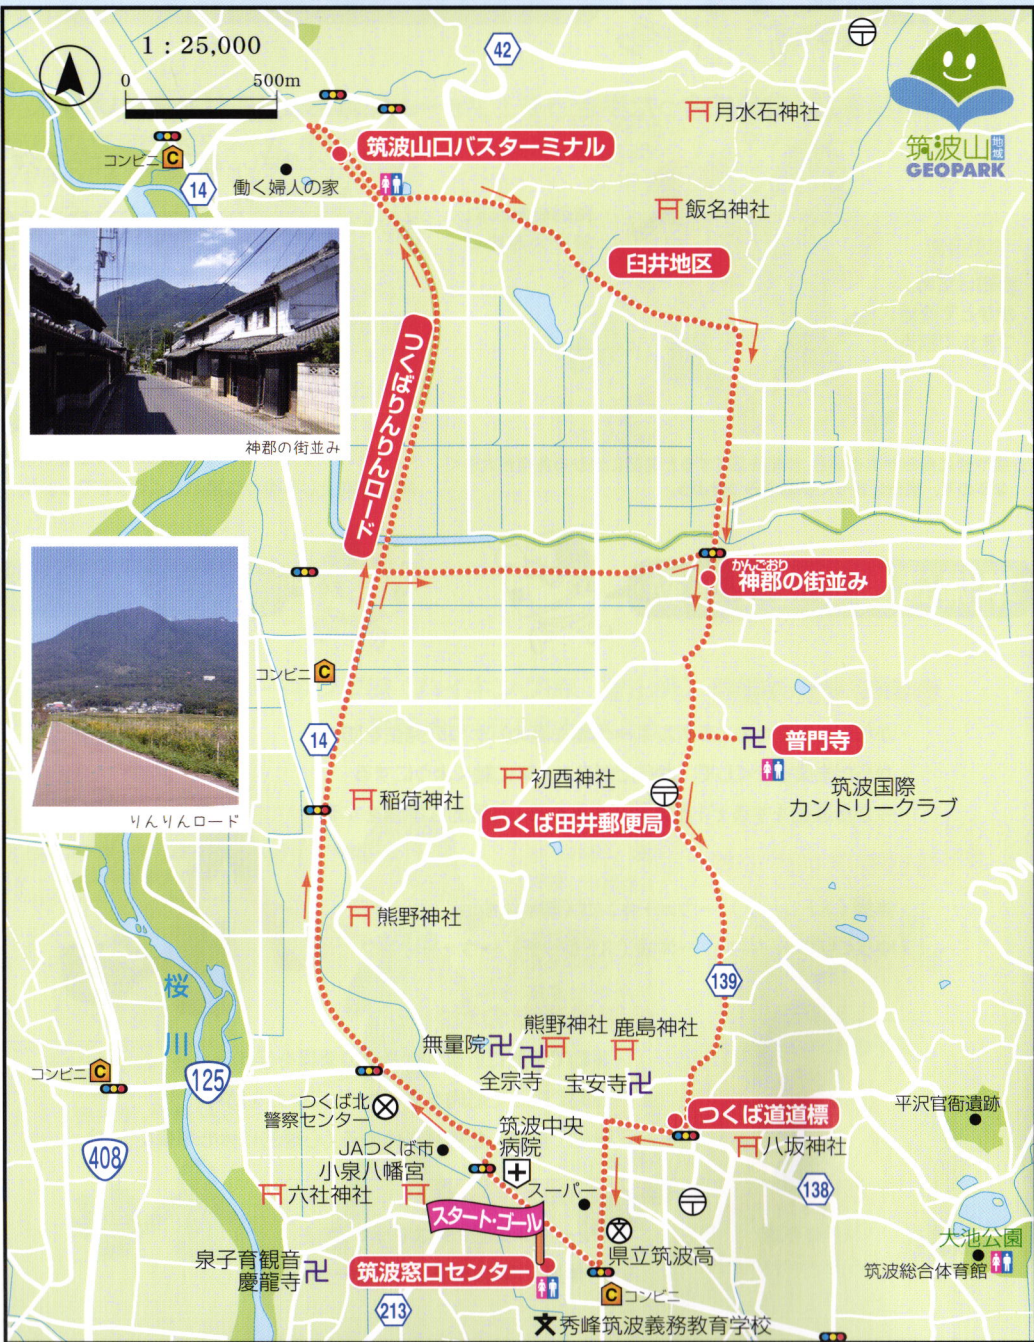 1 : 25,000
0 500m
42
月水石神社
筑波山地域
GEOPARK
筑波山口バスターミナル
コンビニ C
14
働く婦人の家
飯名神社
臼井地区
つくばりんりんロード
神郡の街並み
かんごおり
神郡の街並み
コンビニ C
14
りんりんロード
普門寺
筑波国際
カントリークラブ
初酉神社
稲荷神社
つくば田井郵便局
熊野神社
139
桜川
熊野神社
鹿島神社
無量院
全宗寺
宝安寺
コンビニ C
125
つくば北
警察センター
つくば道道標
平沢官衙遺跡
筑波中央
病院
八坂神社
JAつくば市
408
小泉八幡宮
六社神社
スーパー
138
スタート・ゴール
県立筑波高
大池公園
筑波総合体育館
泉子育観音
慶龍寺
筑波窓口センター
213
C コンビニ
秀峰筑波義務教育学校